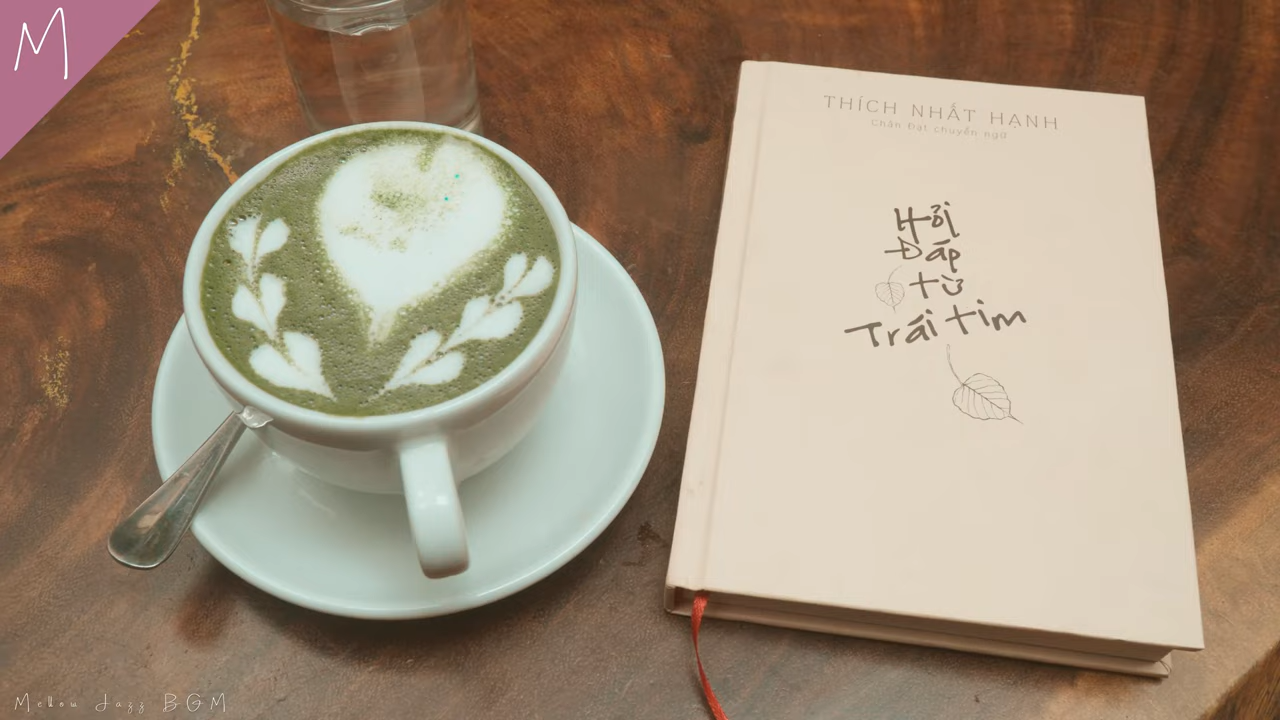 M
THÍCH NHẤT HẠNH
Chân Đạt chuyển ngữ
Hỏi
Đáp
từ
Trái tim
Mellow Jazz BGM